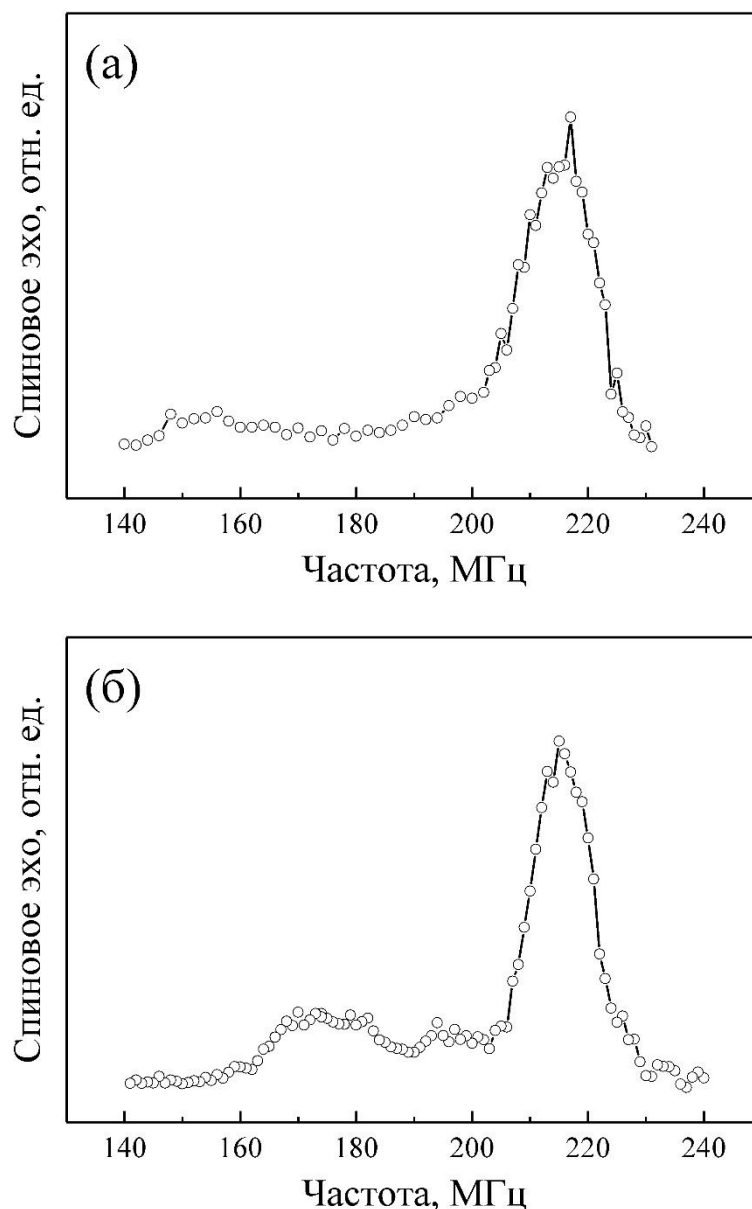 (а)
Спиновое эхо, отн. ед.
140 160 180 200 220 240
Частота, МГц
(б)
Спиновое эхо, отн. ед.
140 160 180 200 220 240
Частота, МГц